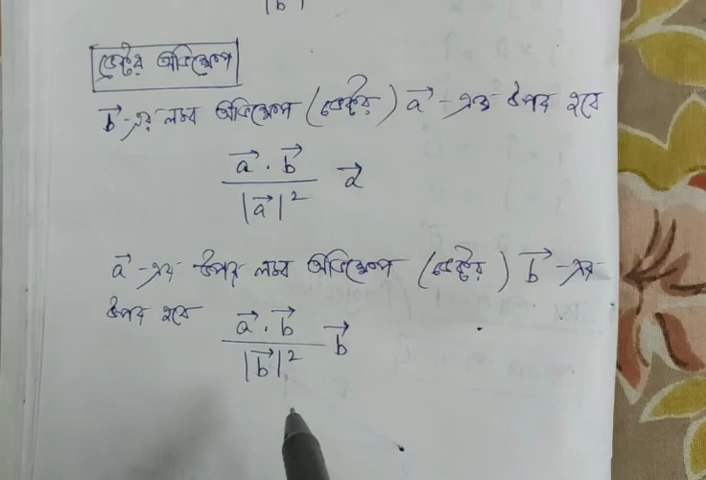 |b|
ভেক্টর অভিক্ষেপ
b⃗ -এর লম্ব অভিক্ষেপ (ভেক্টর) a⃗ -এর উপর হবে
a⃗ . b⃗
|a⃗|² a⃗
a⃗ -এর উপর লম্ব অভিক্ষেপ (ভেক্টর) b⃗ -এর
উপর হবে
a⃗ . b⃗
|b⃗|² b⃗